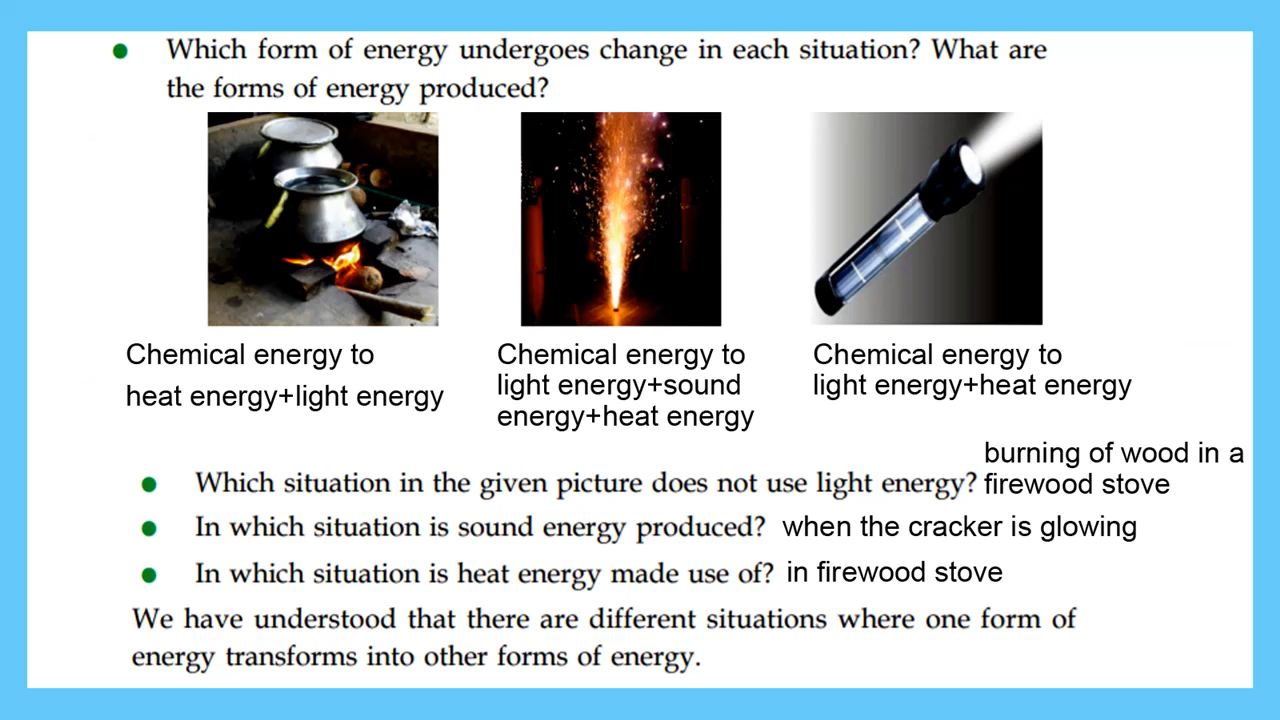 Which form of energy undergoes change in each situation? What are
the forms of energy produced?
Chemical energy to
heat energy+light energy
Chemical energy to
light energy+sound
energy+heat energy
Chemical energy to
light energy+heat energy
Which situation in the given picture does not use light energy?
burning of wood in a
firewood stove
In which situation is sound energy produced? when the cracker is glowing
In which situation is heat energy made use of? in firewood stove
We have understood that there are different situations where one form of
energy transforms into other forms of energy.